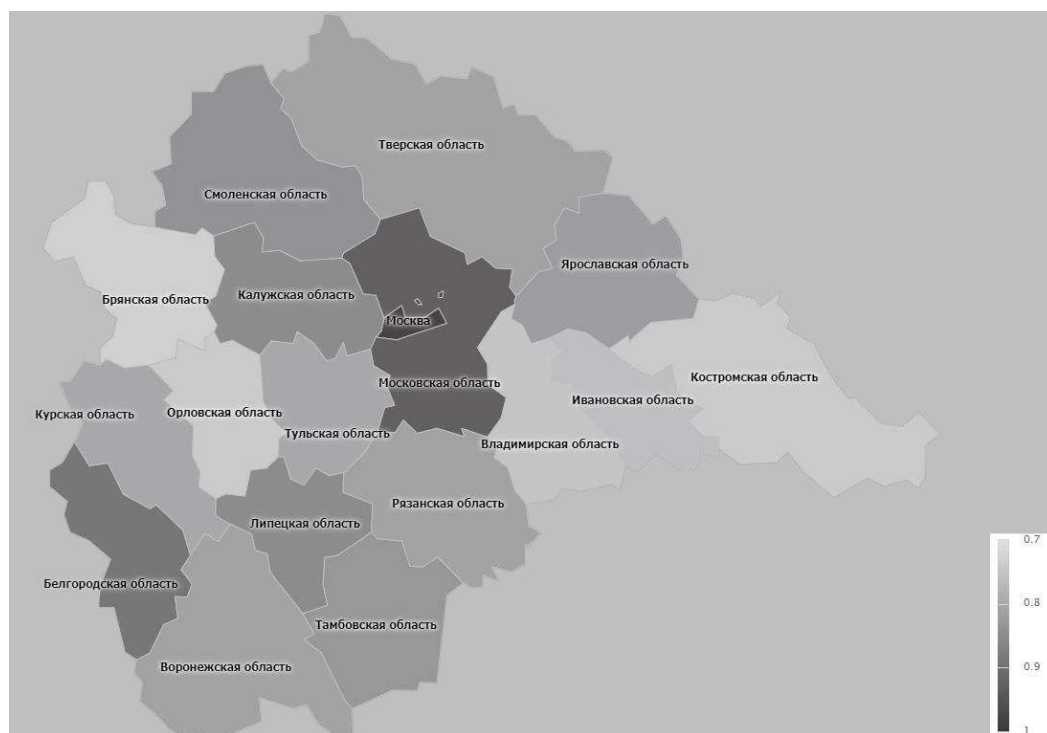 Тверская область
Смоленская область
Ярославская область
Брянская область
Калужская область
Москва
Костромская область
Московская область
Ивановская область
Курская область
Орловская область
Тульская область
Владимирская область
Рязанская область
Липецкая область
Белгородская область
Тамбовская область
Воронежская область
0.7
0.8
0.9
1